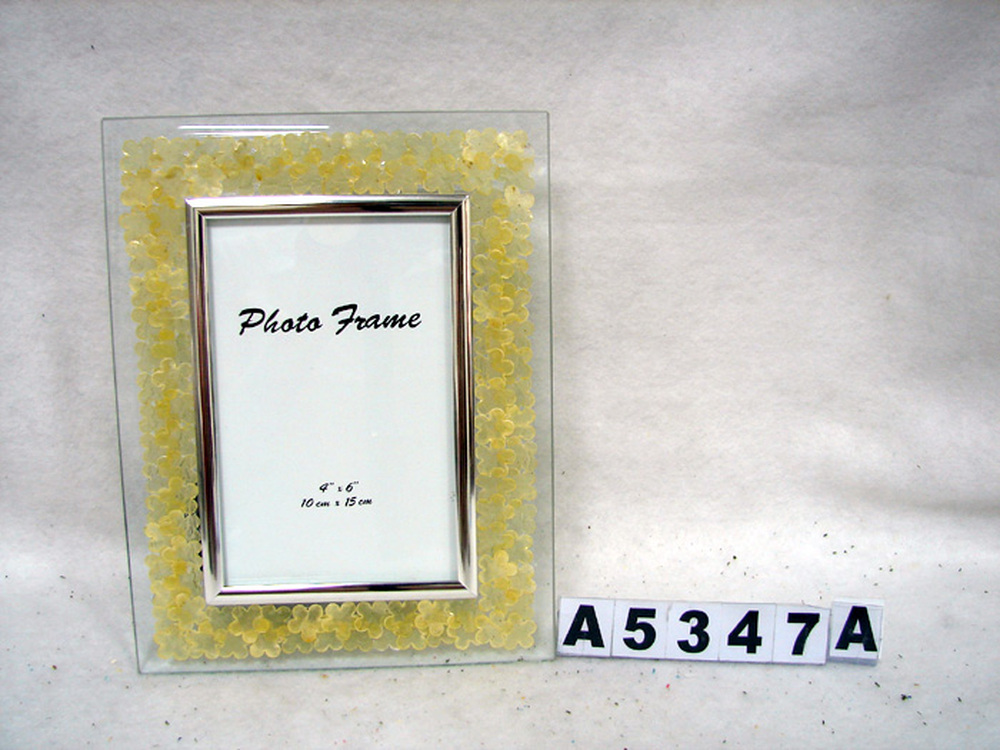 Photo Frame
4" x 6"
10 cm x 15 cm
A5347A